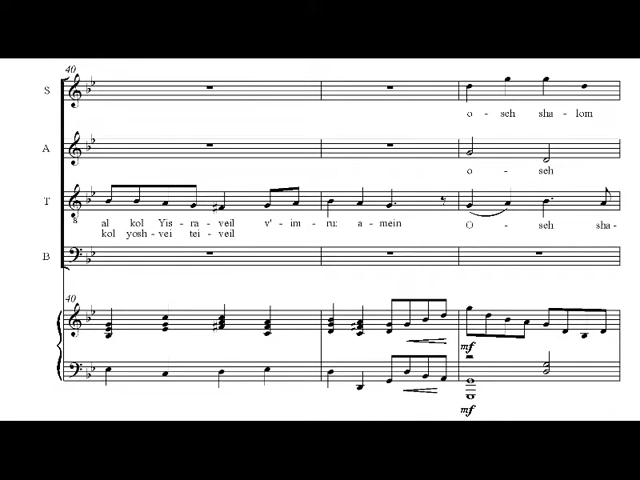 40
S
o - seh sha - lom
A
o - seh
T
8
al kol Yis - ra - veil v' - im - ru: a - mein O - seh sha-
kol yosh - vei tei - veil
B
40
mf
mf